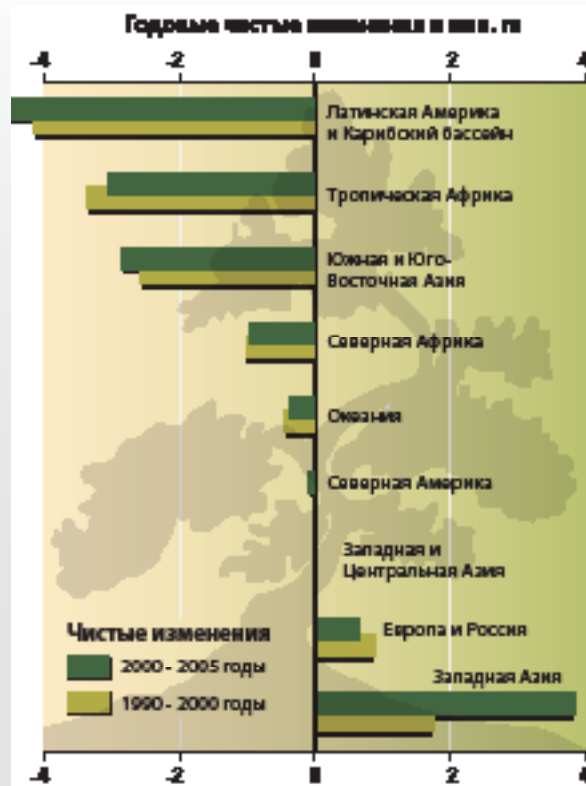 Годовые чистые изменения в млн. га
-4 -2 0 2 4
Латинская Америка
и Карибский бассейн
Тропическая Африка
Южная и Юго-
Восточная Азия
Северная Африка
Океания
Северная Америка
Западная и
Центральная Азия
Европа и Россия
Западная Азия
Чистые изменения
2000 - 2005 годы
1990 - 2000 годы
-4 -2 0 2 4